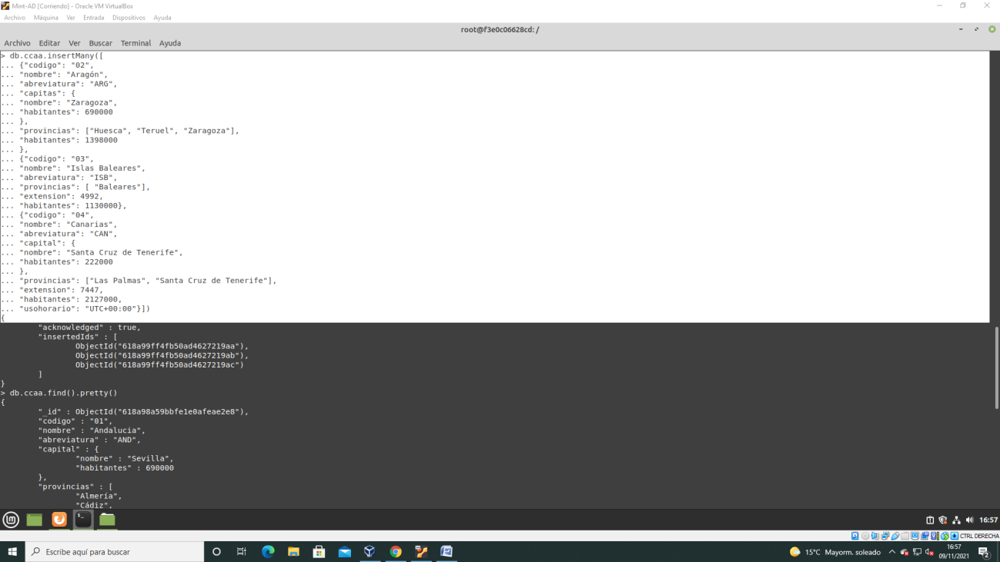 Mint-AD [Corriendo] - Oracle VM VirtualBox
Archivo Máquina Ver Entrada Dispositivos Ayuda
root@f3e0c06628cd: /
Archivo Editar Ver Buscar Terminal Ayuda
> db.ccaa.insertMany([
... {"codigo": "02",
... "nombre": "Aragón",
... "abreviatura": "ARG",
... "capitas": {
... "nombre": "Zaragoza",
... "habitantes": 690000
... },
... "provincias": ["Huesca", "Teruel", "Zaragoza"],
... "habitantes": 1398000
... },
... {"codigo": "03",
... "nombre": "Islas Baleares",
... "abreviatura": "ISB",
... "provincias": [ "Baleares"],
... "extension": 4992,
... "habitantes": 1130000},
... {"codigo": "04",
... "nombre": "Canarias",
... "abreviatura": "CAN",
... "capital": {
... "nombre": "Santa Cruz de Tenerife",
... "habitantes": 222000
... },
... "provincias": ["Las Palmas", "Santa Cruz de Tenerife"],
... "extension": 7447,
... "habitantes": 2127000,
... "usohorario": "UTC+00:00"}])
{
"acknowledged" : true,
"insertedIds" : [
ObjectId("618a99ff4fb50ad4627219aa"),
ObjectId("618a99ff4fb50ad4627219ab"),
ObjectId("618a99ff4fb50ad4627219ac")
]
}
> db.ccaa.find().pretty()
{
"_id" : ObjectId("618a98a59bbfe1e0afeae2e8"),
"codigo" : "01",
"nombre" : "Andalucia",
"abreviatura" : "AND",
"capital" : {
"nombre" : "Sevilla",
"habitantes" : 690000
},
"provincias" : [
"Almería",
"Cádiz",
16:57
CTRL DERECHA
Escribe aquí para buscar
15°C Mayorm. soleado
16:57
09/11/2021
2